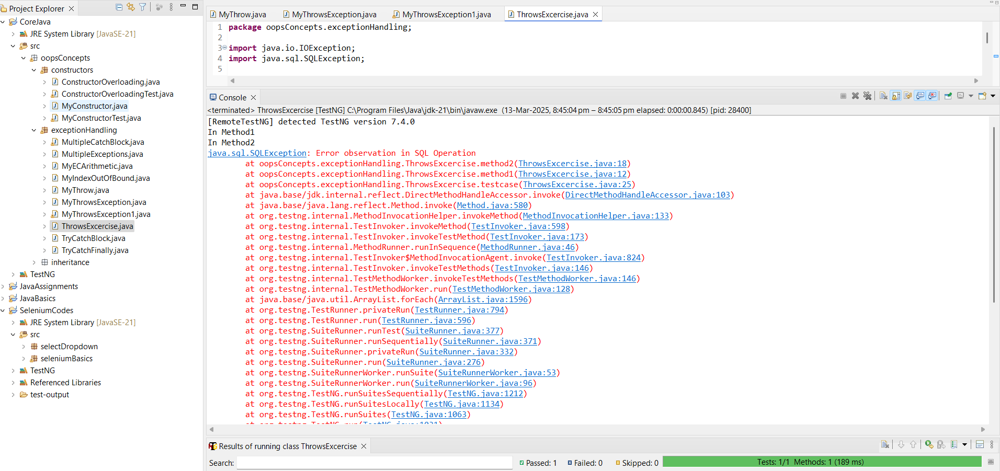 Project Explorer
CoreJava
JRE System Library [JavaSE-21]
src
oopsConcepts
constructors
ConstructorOverloading.java
ConstructorOverloadingTest.java
MyConstructor.java
MyConstructorTest.java
exceptionHandling
MultipleCatchBlock.java
MultipleExceptions.java
MyECArithmetic.java
MyIndexOutOfBound.java
MyThrow.java
MyThrowsException.java
MyThrowsException1.java
ThrowsExcercise.java
TryCatchBlock.java
TryCatchFinally.java
inheritance
TestNG
JavaAssignments
JavaBasics
SeleniumCodes
JRE System Library [JavaSE-21]
src
selectDropdown
seleniumBasics
TestNG
Referenced Libraries
test-output
MyThrow.java MyThrowsException.java MyThrowsException1.java ThrowsExcercise.java
1 package oopsConcepts.exceptionHandling;
2
3 import java.io.IOException;
4 import java.sql.SQLException;
5
Console
<terminated> ThrowsExcercise [TestNG] C:\Program Files\Java\jdk-21\bin\javaw.exe (13-Mar-2025, 8:45:04 pm – 8:45:05 pm elapsed: 0:00:00.845) [pid: 28400]
[RemoteTestNG] detected TestNG version 7.4.0
In Method1
In Method2
java.sql.SQLException: Error observation in SQL Operation
at oopsConcepts.exceptionHandling.ThrowsExcercise.method2(ThrowsExcercise.java:18)
at oopsConcepts.exceptionHandling.ThrowsExcercise.method1(ThrowsExcercise.java:12)
at oopsConcepts.exceptionHandling.ThrowsExcercise.testcase(ThrowsExcercise.java:25)
at java.base/jdk.internal.reflect.DirectMethodHandleAccessor.invoke(DirectMethodHandleAccessor.java:103)
at java.base/java.lang.reflect.Method.invoke(Method.java:580)
at org.testng.internal.MethodInvocationHelper.invokeMethod(MethodInvocationHelper.java:133)
at org.testng.internal.TestInvoker.invokeMethod(TestInvoker.java:598)
at org.testng.internal.TestInvoker.invokeTestMethod(TestInvoker.java:173)
at org.testng.internal.MethodRunner.runInSequence(MethodRunner.java:46)
at org.testng.internal.TestInvoker$MethodInvocationAgent.invoke(TestInvoker.java:824)
at org.testng.internal.TestInvoker.invokeTestMethods(TestInvoker.java:146)
at org.testng.internal.TestMethodWorker.invokeTestMethods(TestMethodWorker.java:146)
at org.testng.internal.TestMethodWorker.run(TestMethodWorker.java:128)
at java.base/java.util.ArrayList.forEach(ArrayList.java:1596)
at org.testng.TestRunner.privateRun(TestRunner.java:794)
at org.testng.TestRunner.run(TestRunner.java:596)
at org.testng.SuiteRunner.runTest(SuiteRunner.java:377)
at org.testng.SuiteRunner.runSequentially(SuiteRunner.java:371)
at org.testng.SuiteRunner.privateRun(SuiteRunner.java:332)
at org.testng.SuiteRunner.run(SuiteRunner.java:276)
at org.testng.SuiteRunnerWorker.runSuite(SuiteRunnerWorker.java:53)
at org.testng.SuiteRunnerWorker.run(SuiteRunnerWorker.java:96)
at org.testng.TestNG.runSuitesSequentially(TestNG.java:1212)
at org.testng.TestNG.runSuitesLocally(TestNG.java:1134)
at org.testng.TestNG.runSuites(TestNG.java:1063)
at org.testng.TestNG.run(TestNG.java:1031)
Results of running class ThrowsExcercise
Search: Passed: 1 Failed: 0 Skipped: 0 Tests: 1/1 Methods: 1 (189 ms)